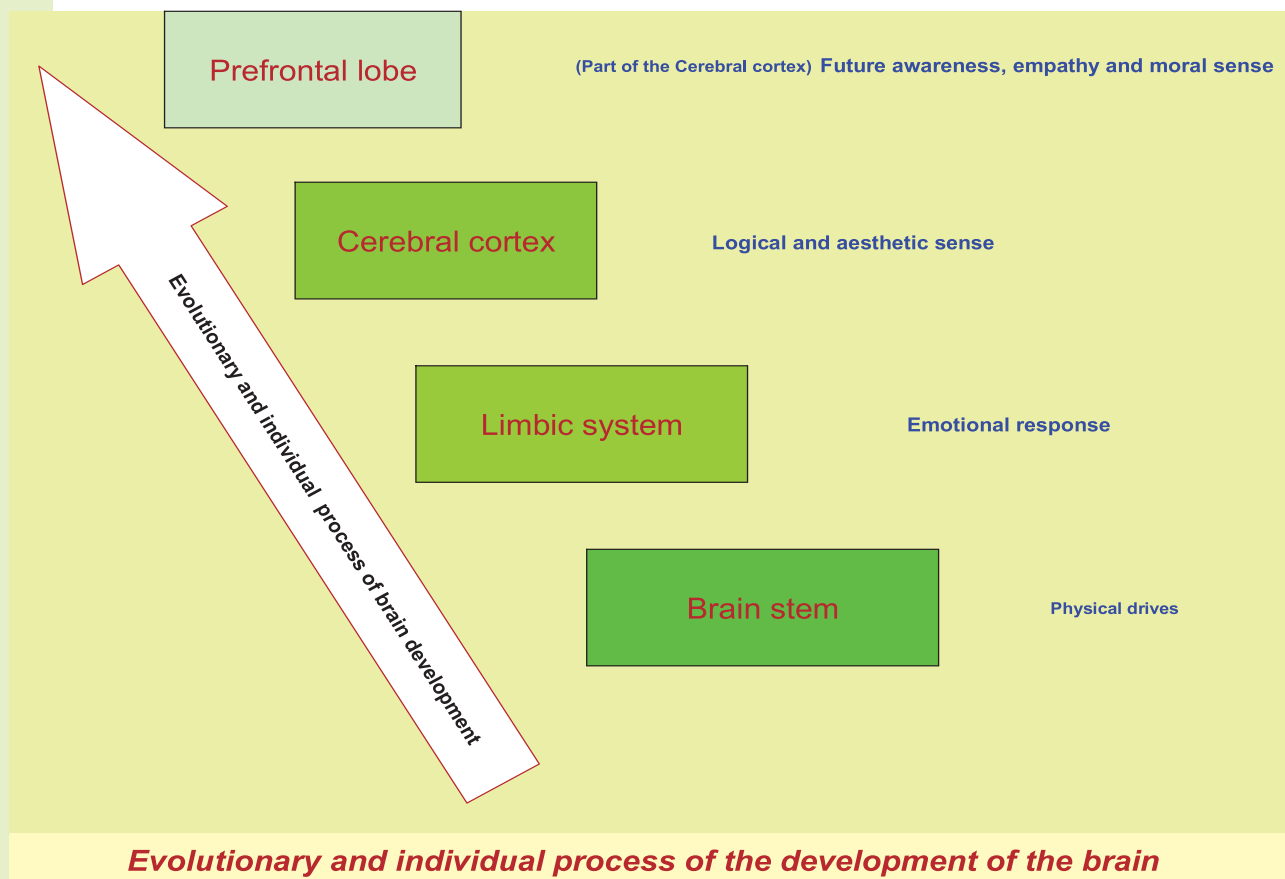 Prefrontal lobe
(Part of the Cerebral cortex) Future awareness, empathy and moral sense
Cerebral cortex
Logical and aesthetic sense
Limbic system
Emotional response
Brain stem
Physical drives
Evolutionary and individual process of brain development
Evolutionary and individual process of the development of the brain